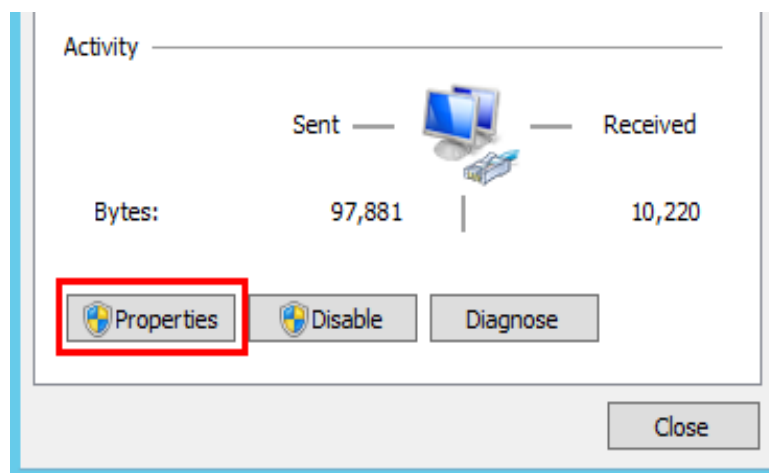 Activity
Sent Received
Bytes: 97,881 10,220
Properties Disable Diagnose
Close